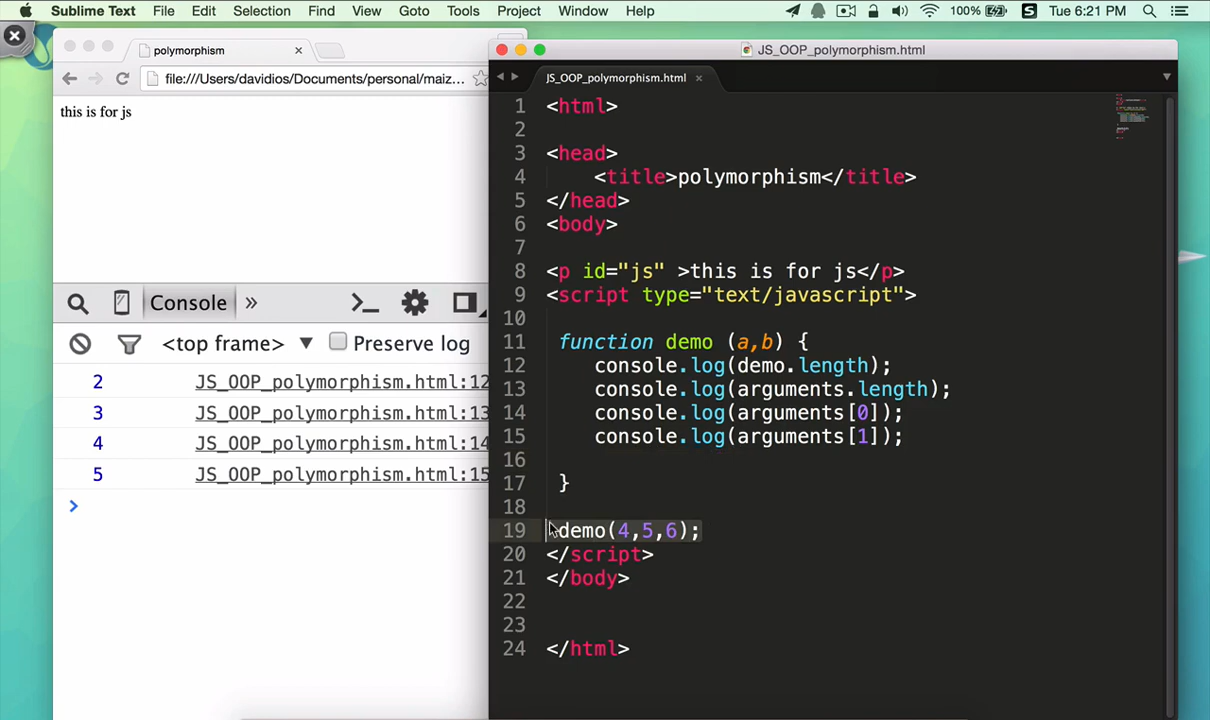 Sublime Text File Edit Selection Find View Goto Tools Project Window Help 100% S Tue 6:21 PM
polymorphism ×
file:///Users/davidios/Documents/personal/maiz...
this is for js
Console »
<top frame> ▼ Preserve log
2 JS_OOP_polymorphism.html:12
3 JS_OOP_polymorphism.html:13
4 JS_OOP_polymorphism.html:14
5 JS_OOP_polymorphism.html:15
>
JS_OOP_polymorphism.html
JS_OOP_polymorphism.html ×
1 <html>
2
3 <head>
4 <title>polymorphism</title>
5 </head>
6 <body>
7
8 <p id="js" >this is for js</p>
9 <script type="text/javascript">
10
11 function demo (a,b) {
12 console.log(demo.length);
13 console.log(arguments.length);
14 console.log(arguments[0]);
15 console.log(arguments[1]);
16
17 }
18
19 demo(4,5,6);
20 </script>
21 </body>
22
23
24 </html>